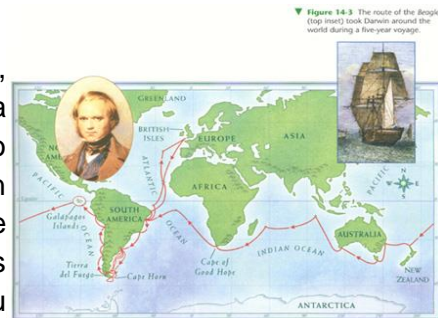 ▼ Figure 14-3 The route of the Beagle
(top inset) took Darwin around the
world during a five-year voyage.
GREENLAND
BRITISH
ISLES
EUROPE
ASIA
PACIFIC
ATLANTIC
PACIFIC
N
AFRICA
SOUTH
AMERICA
Galápagos
Islands
OCEAN
OCEAN
INDIAN OCEAN
AUSTRALIA
Tierra
del Fuego
Cape Horn
Cape of
Good Hope
NEW
ZEALAND
ANTARCTICA